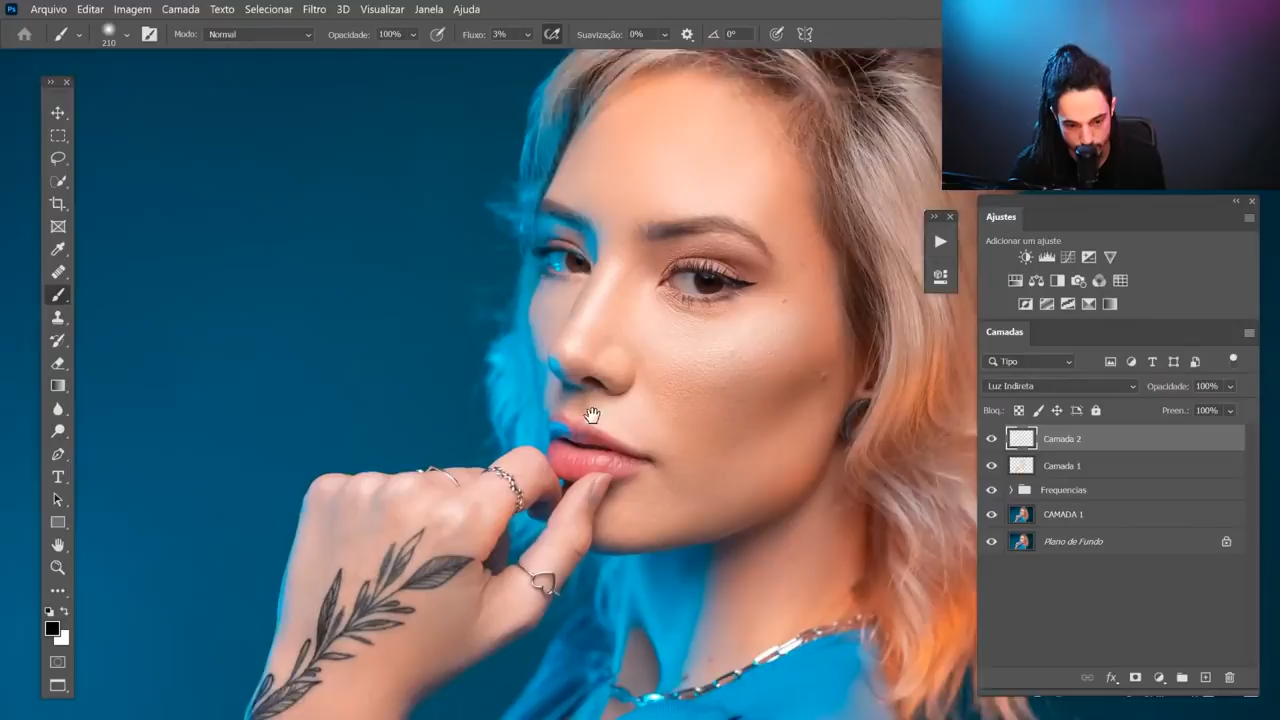 Ps Arquivo Editar Imagem Camada Texto Selecionar Filtro 3D Visualizar Janela Ajuda
210 Modo: Normal Opacidade: 100% Fluxo: 3% Suavização: 0% 0°
Ajustes
Adicionar um ajuste
Camadas
Tipo
Luz Indireta Opacidade: 100%
Bloq.: Preen.: 100%
Camada 2
Camada 1
Frequencias
CAMADA 1
Plano de Fundo
fx